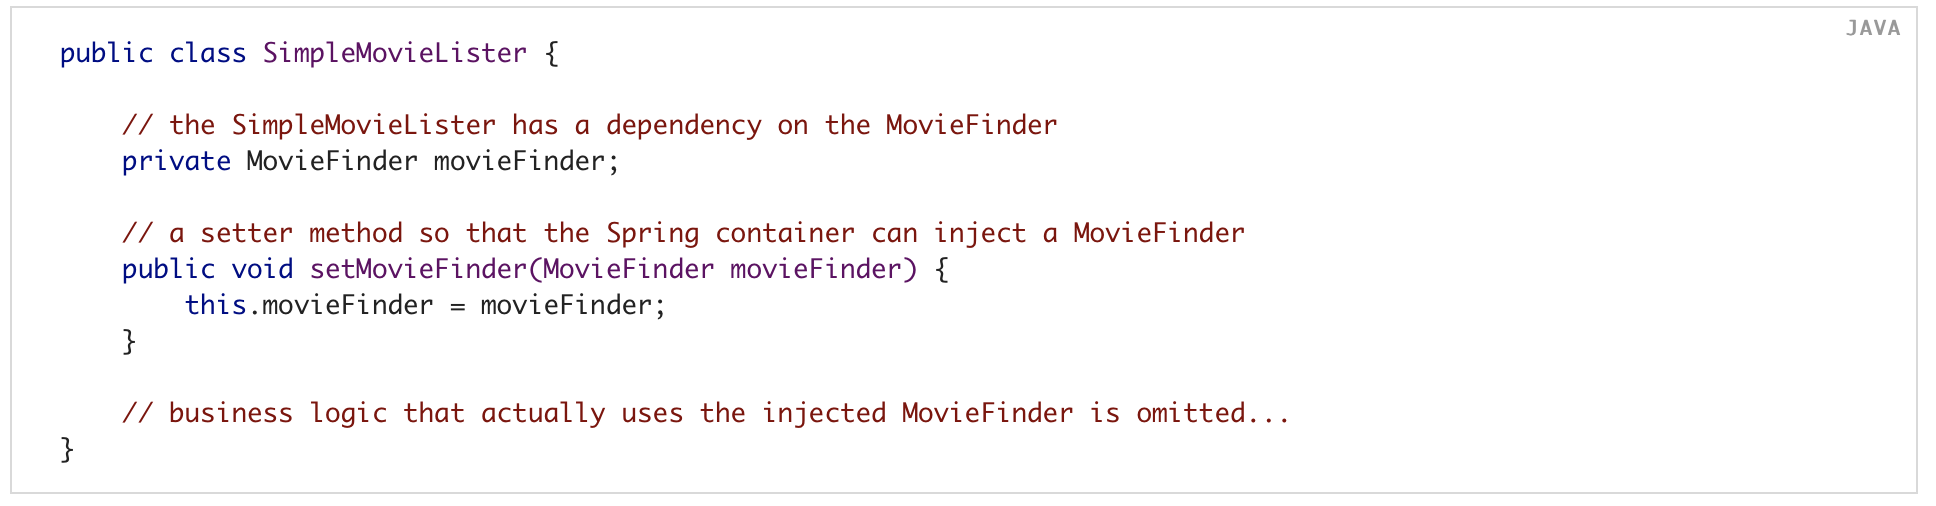 JAVA
public class SimpleMovieLister {
// the SimpleMovieLister has a dependency on the MovieFinder
private MovieFinder movieFinder;
// a setter method so that the Spring container can inject a MovieFinder
public void setMovieFinder(MovieFinder movieFinder) {
this.movieFinder = movieFinder;
}
// business logic that actually uses the injected MovieFinder is omitted...
}